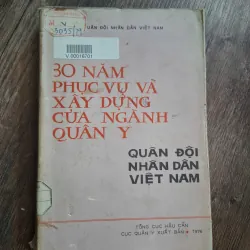 QUÂN ĐỘI NHÂN DÂN VIỆT NAM
V
30 NĂM
PHỤC VỤ VÀ
XÂY DỰNG
CỦA NGÀNH
QUÂN Y
QUÂN ĐỘI
NHÂN DÂN
VIỆT NAM
TỔNG CỤC HẬU CẦN
CỤC QUÂN Y XUẤT BẢN